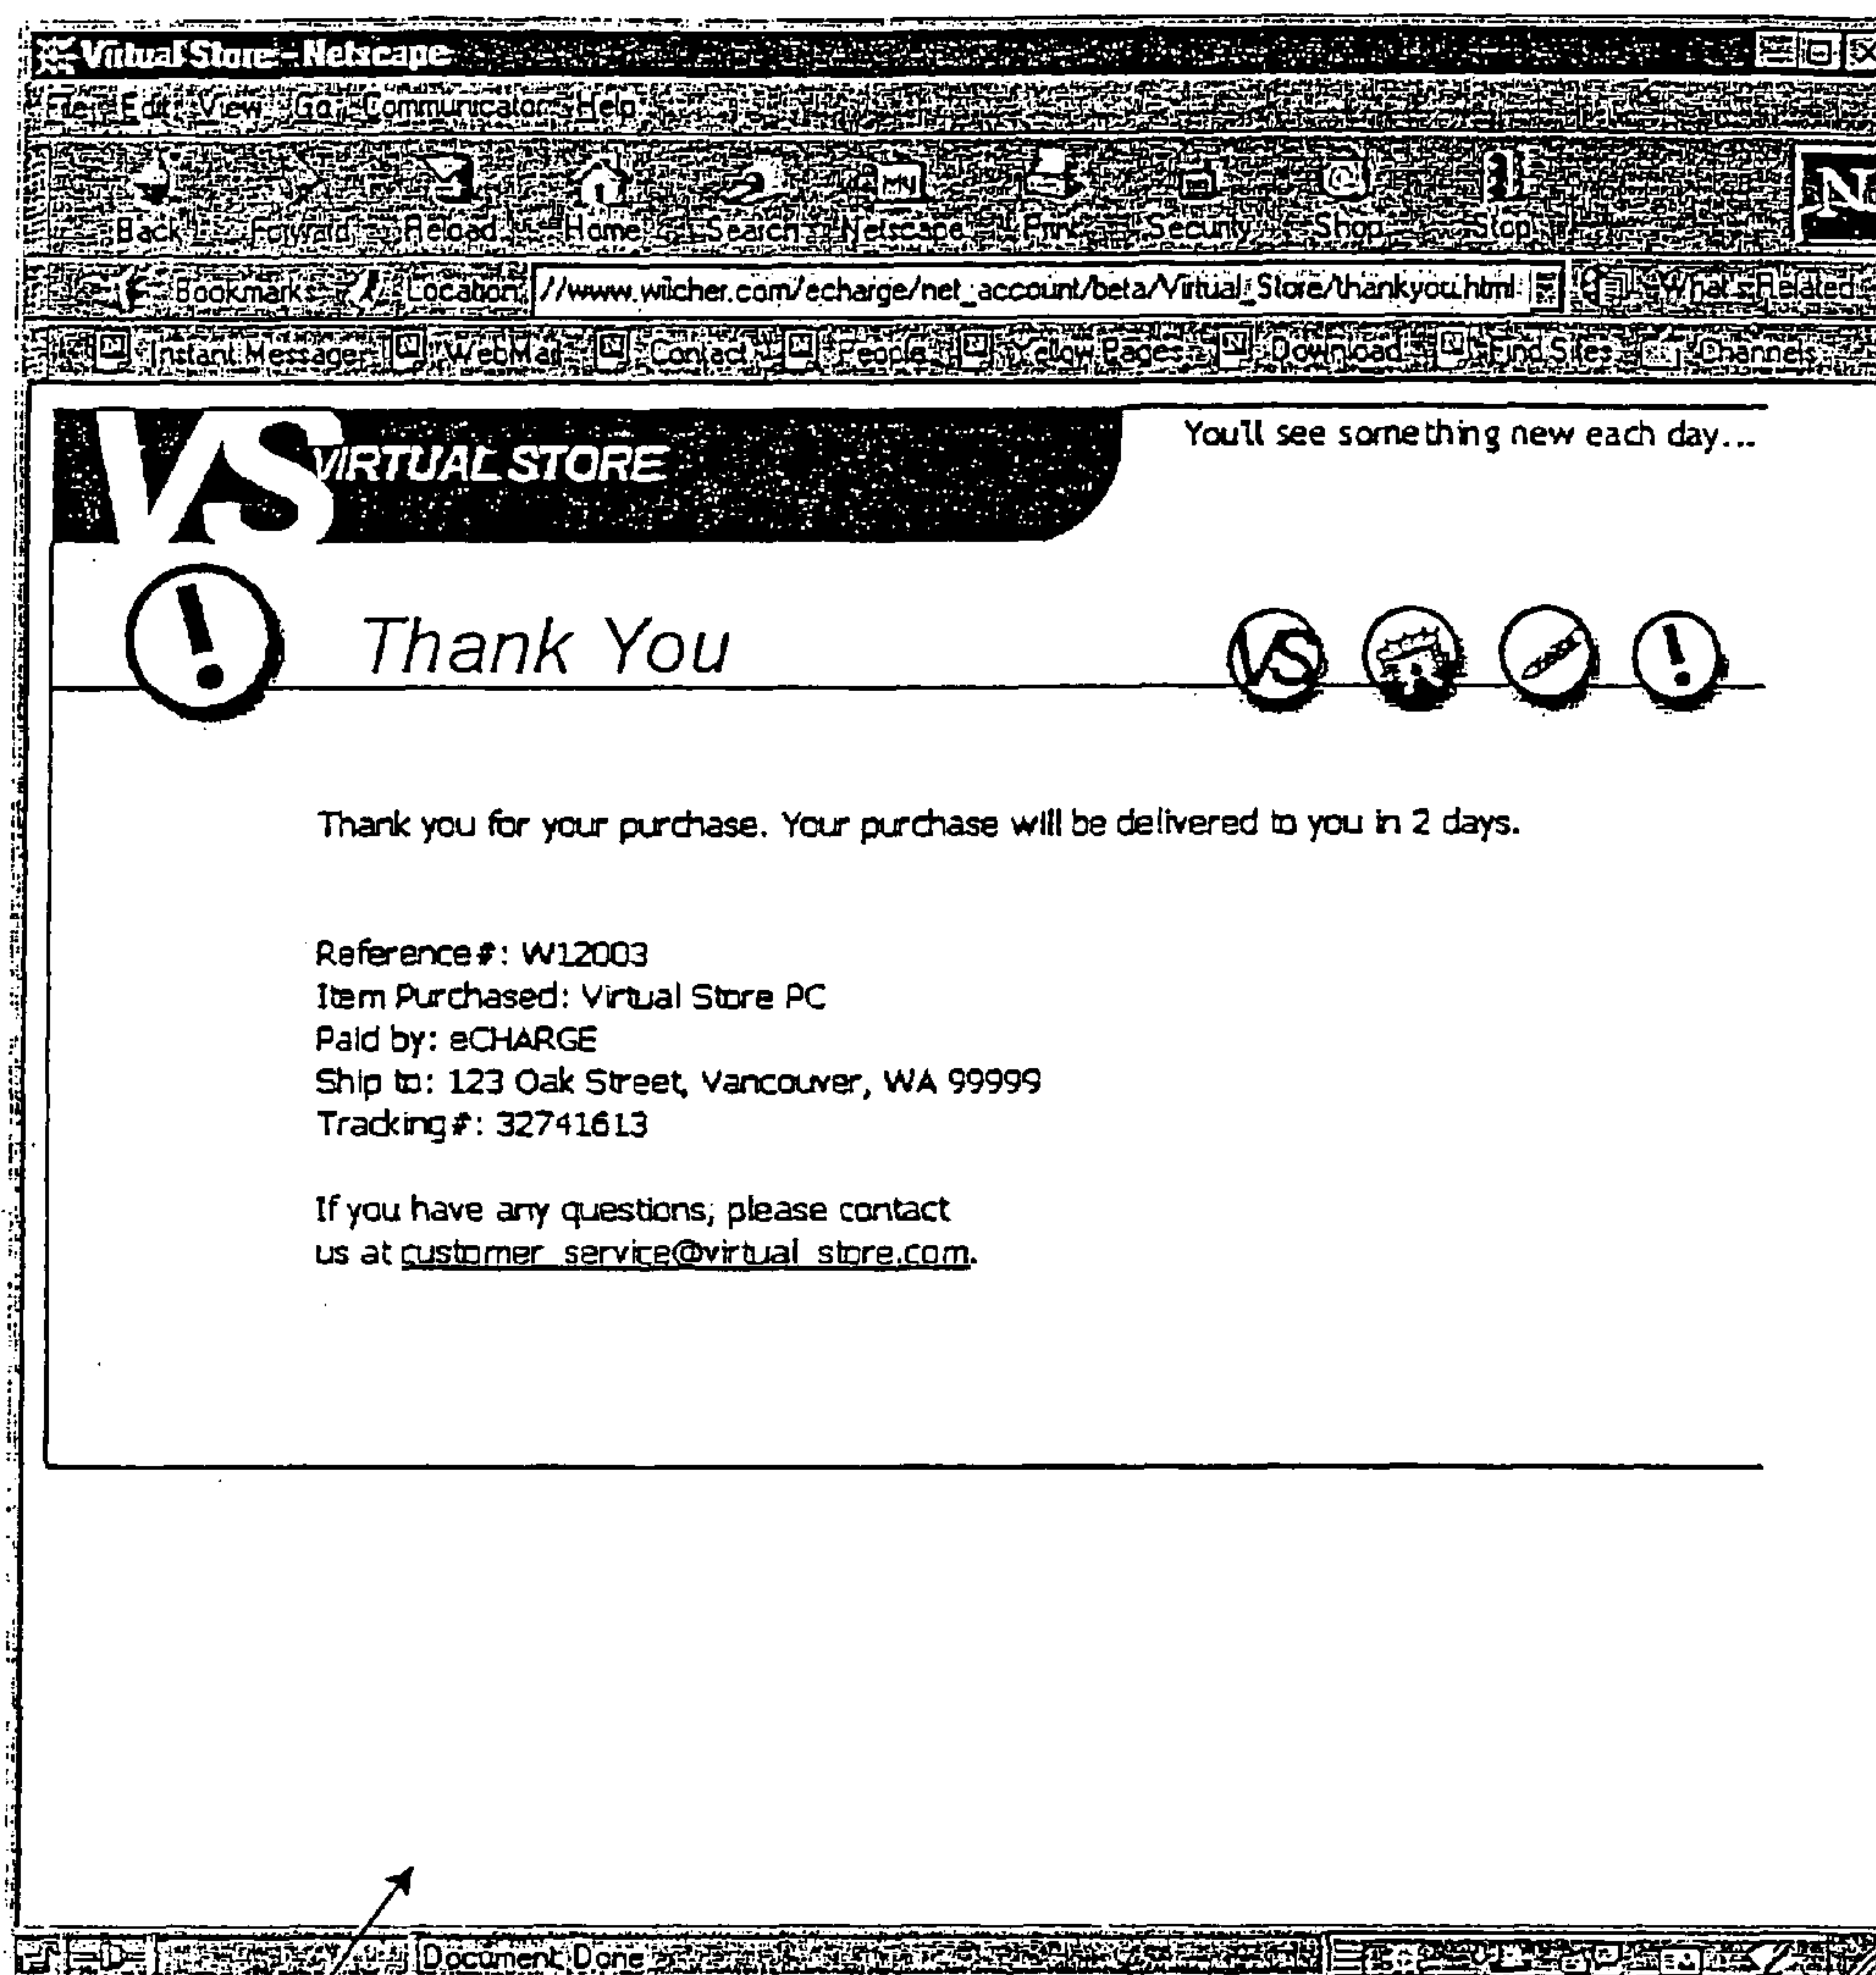 Virtual Store - Netscape
File Edit View Go Communicator Help
Back Forward Reload Home Search Netscape Print Security Shop Stop
N
Bookmarks Location: //www.wilcher.com/echarge/net_account/beta/Virtual_Store/thankyou.html What's Related
Instant Message WebMail Contact People Yellow Pages Download Find Sites Channels
VS VIRTUAL STORE
You'll see something new each day...
! Thank You
VS !
Thank you for your purchase. Your purchase will be delivered to you in 2 days.
Reference#: W12003
Item Purchased: Virtual Store PC
Paid by: eCHARGE
Ship to: 123 Oak Street, Vancouver, WA 99999
Tracking#: 32741613
If you have any questions, please contact
us at customer_service@virtual_store.com.
Document: Done